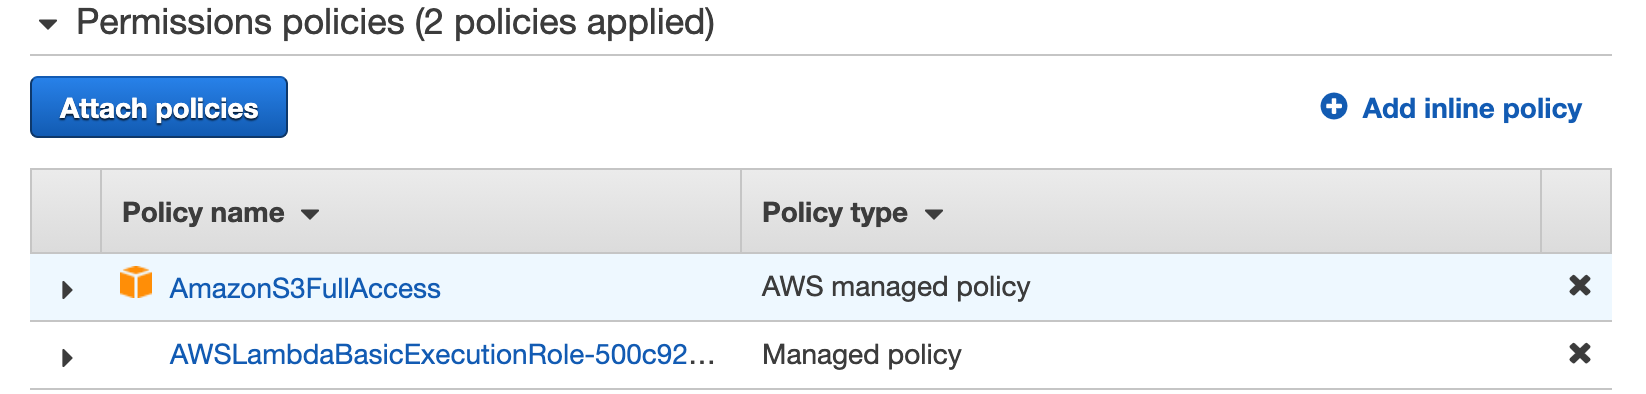 Permissions policies (2 policies applied)
Attach policies
Add inline policy
Policy name
Policy type
AmazonS3FullAccess
AWS managed policy
AWSLambdaBasicExecutionRole-500c92...
Managed policy